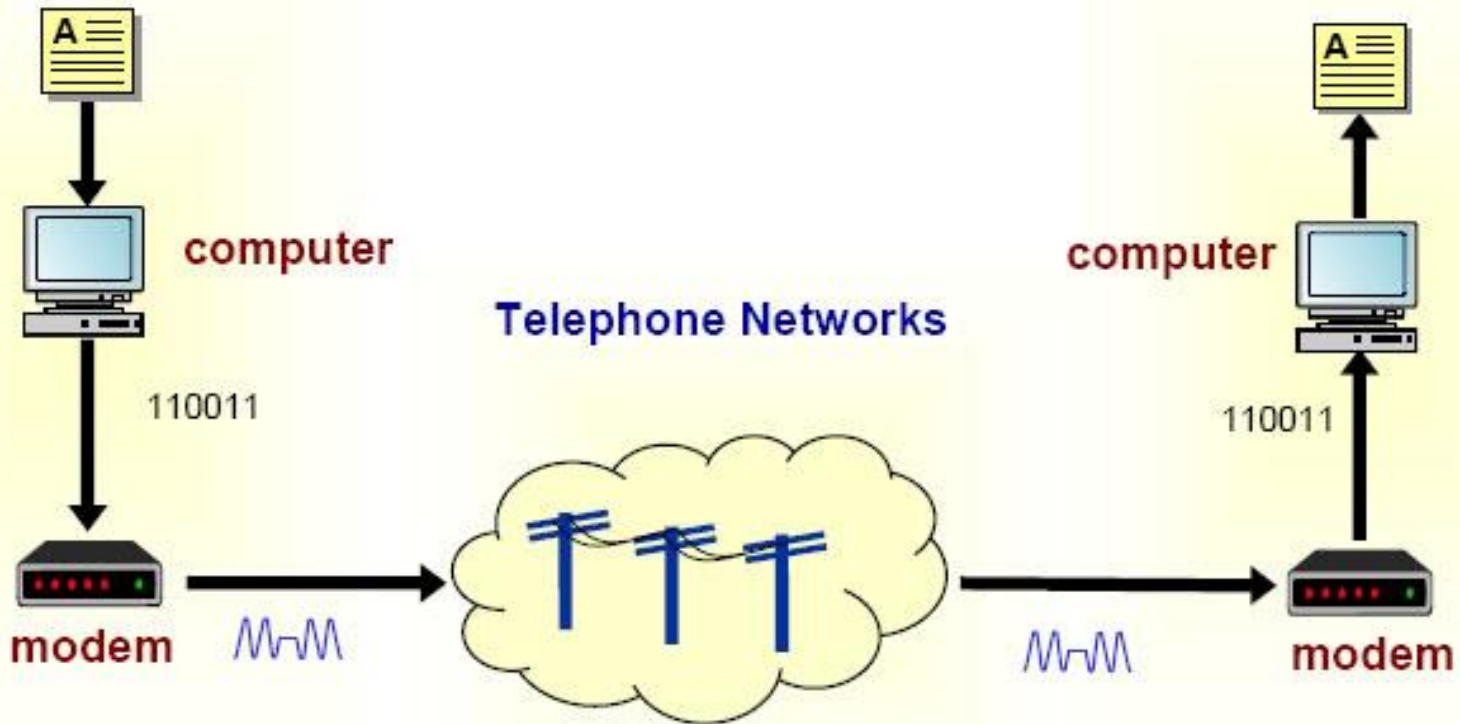 A
A
computer
computer
Telephone Networks
110011
110011
modem
modem